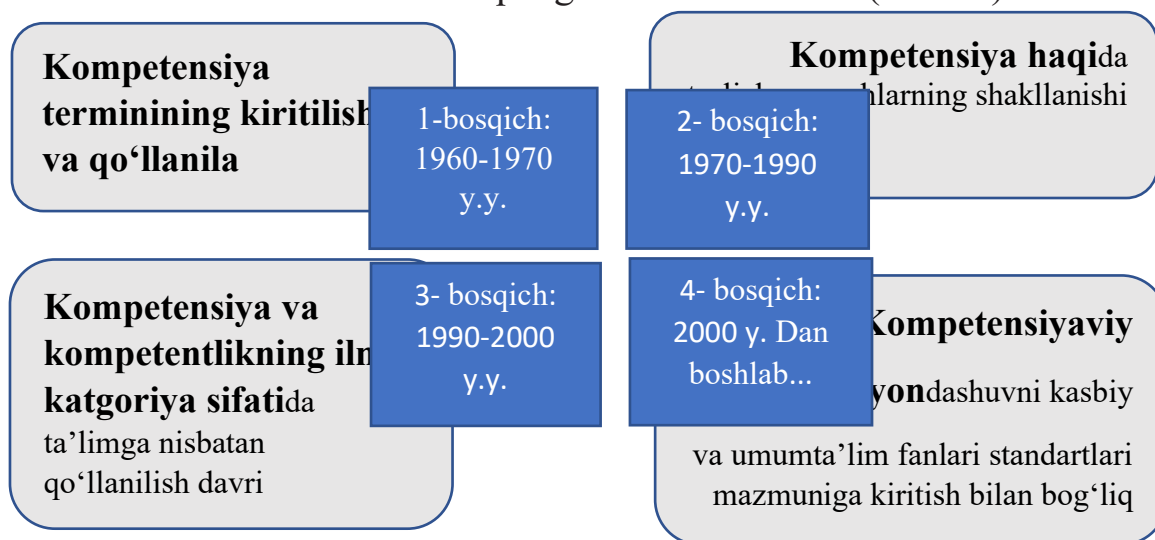 Kompetensiya
terminining kiritilish
va qo‘llanila
1-bosqich:
1960-1970
y.y.
Kompetensiya haqida
shakllanishi
2- bosqich:
1970-1990
y.y.
Kompetensiya va
kompetentlikning
katgoriya sifatida
ta’limga nisbatan
qo‘llanilish davri
3- bosqich:
1990-2000
y.y.
4- bosqich:
2000 y. Dan
boshlab...
Kompetensiyaviy
yondashuvni kasbiy
va umumta’lim fanlari standartlari
mazmuniga kiritish bilan bog‘liq